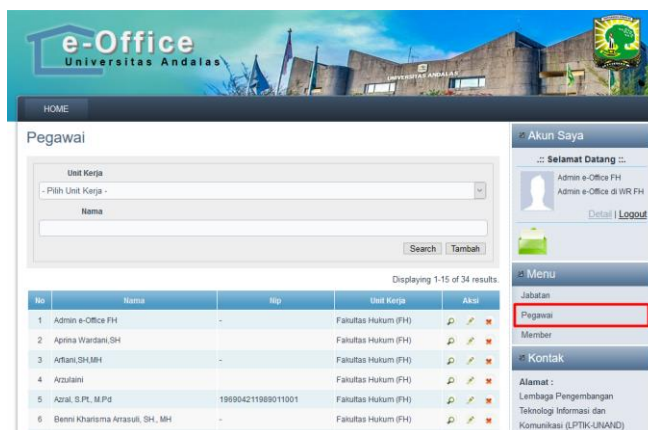 e-Office
Universitas Andalas
UNIVERSITAS ANDALAS
HOME
Pegawai
Unit Kerja
- Pilih Unit Kerja -
Nama
Search Tambah
Displaying 1-15 of 34 results.
No Nama Nip Unit Kerja Aksi
1 Admin e-Office FH - Fakultas Hukum (FH)
2 Aprina Wardani,SH Fakultas Hukum (FH)
3 Arfiani,SH,MH - Fakultas Hukum (FH)
4 Arzulaini Fakultas Hukum (FH)
5 Azral, S.Pt., M.Pd 196904211989011001 Fakultas Hukum (FH)
6 Benni Kharisma Arrasuli, SH., MH - Fakultas Hukum (FH)
Akun Saya
.:: Selamat Datang ::.
Admin e-Office FH
Admin e-Office di WR FH
Detail | Logout
Menu
Jabatan
Pegawai
Member
Kontak
Alamat :
Lembaga Pengembangan
Teknologi Informasi dan
Komunikasi (LPTIK-UNAND)